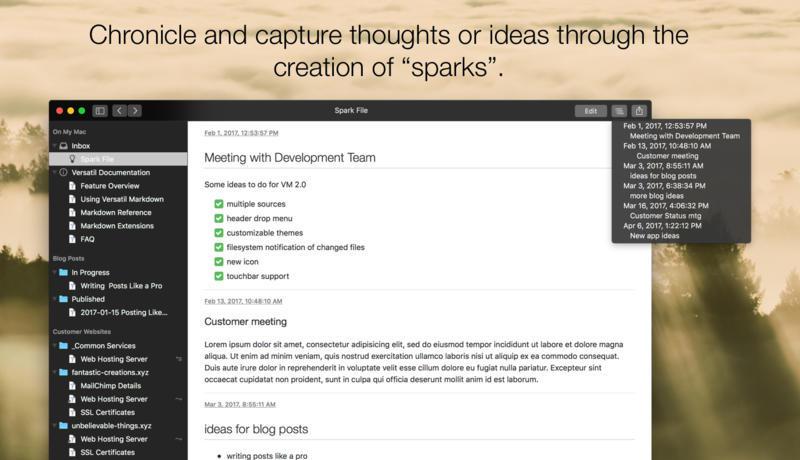 Chronicle and capture thoughts or ideas through the
creation of “sparks”.
Spark File
Edit
On My Mac
Inbox
Spark File
Versatil Documentation
Feature Overview
Using Versatil Markdown
Markdown Reference
Markdown Extensions
FAQ
Blog Posts
In Progress
Writing Posts Like a Pro
Published
2017-01-15 Posting Like...
Customer Websites
_Common Services
Web Hosting Server
fantastic-creations.xyz
MailChimp Details
Web Hosting Server
SSL Certificates
unbelievable-things.xyz
Web Hosting Server
SSL Certificates
Feb 1, 2017, 12:53:57 PM
Meeting with Development Team
Some ideas to do for VM 2.0
multiple sources
header drop menu
customizable themes
filesystem notification of changed files
new icon
touchbar support
Feb 13, 2017, 10:48:10 AM
Customer meeting
Lorem ipsum dolor sit amet, consectetur adipisicing elit, sed do eiusmod tempor incididunt ut labore et dolore magna
aliqua. Ut enim ad minim veniam, quis nostrud exercitation ullamco laboris nisi ut aliquip ex ea commodo consequat.
Duis aute irure dolor in reprehenderit in voluptate velit esse cillum dolore eu fugiat nulla pariatur. Excepteur sint
occaecat cupidatat non proident, sunt in culpa qui officia deserunt mollit anim id est laborum.
Mar 3, 2017, 8:55:11 AM
ideas for blog posts
writing posts like a pro
Feb 1, 2017, 12:53:57 PM
Meeting with Development Team
Feb 13, 2017, 10:48:10 AM
Customer meeting
Mar 3, 2017, 8:55:11 AM
ideas for blog posts
Mar 3, 2017, 6:38:34 PM
more blog ideas
Mar 16, 2017, 4:06:32 PM
Customer Status mtg
Apr 6, 2017, 1:22:12 PM
New app ideas